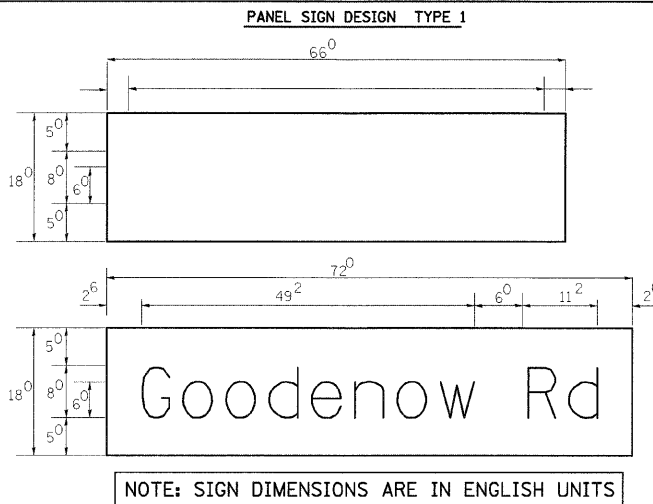 PANEL SIGN DESIGN TYPE 1
66⁰
5⁰
18⁰ 8⁰ 6⁰
5⁰
72⁰
2⁶ 49² 6⁰ 11² 2⁶
5⁰
18⁰ 8⁰ 6⁰
5⁰
Goodenow Rd
NOTE: SIGN DIMENSIONS ARE IN ENGLISH UNITS